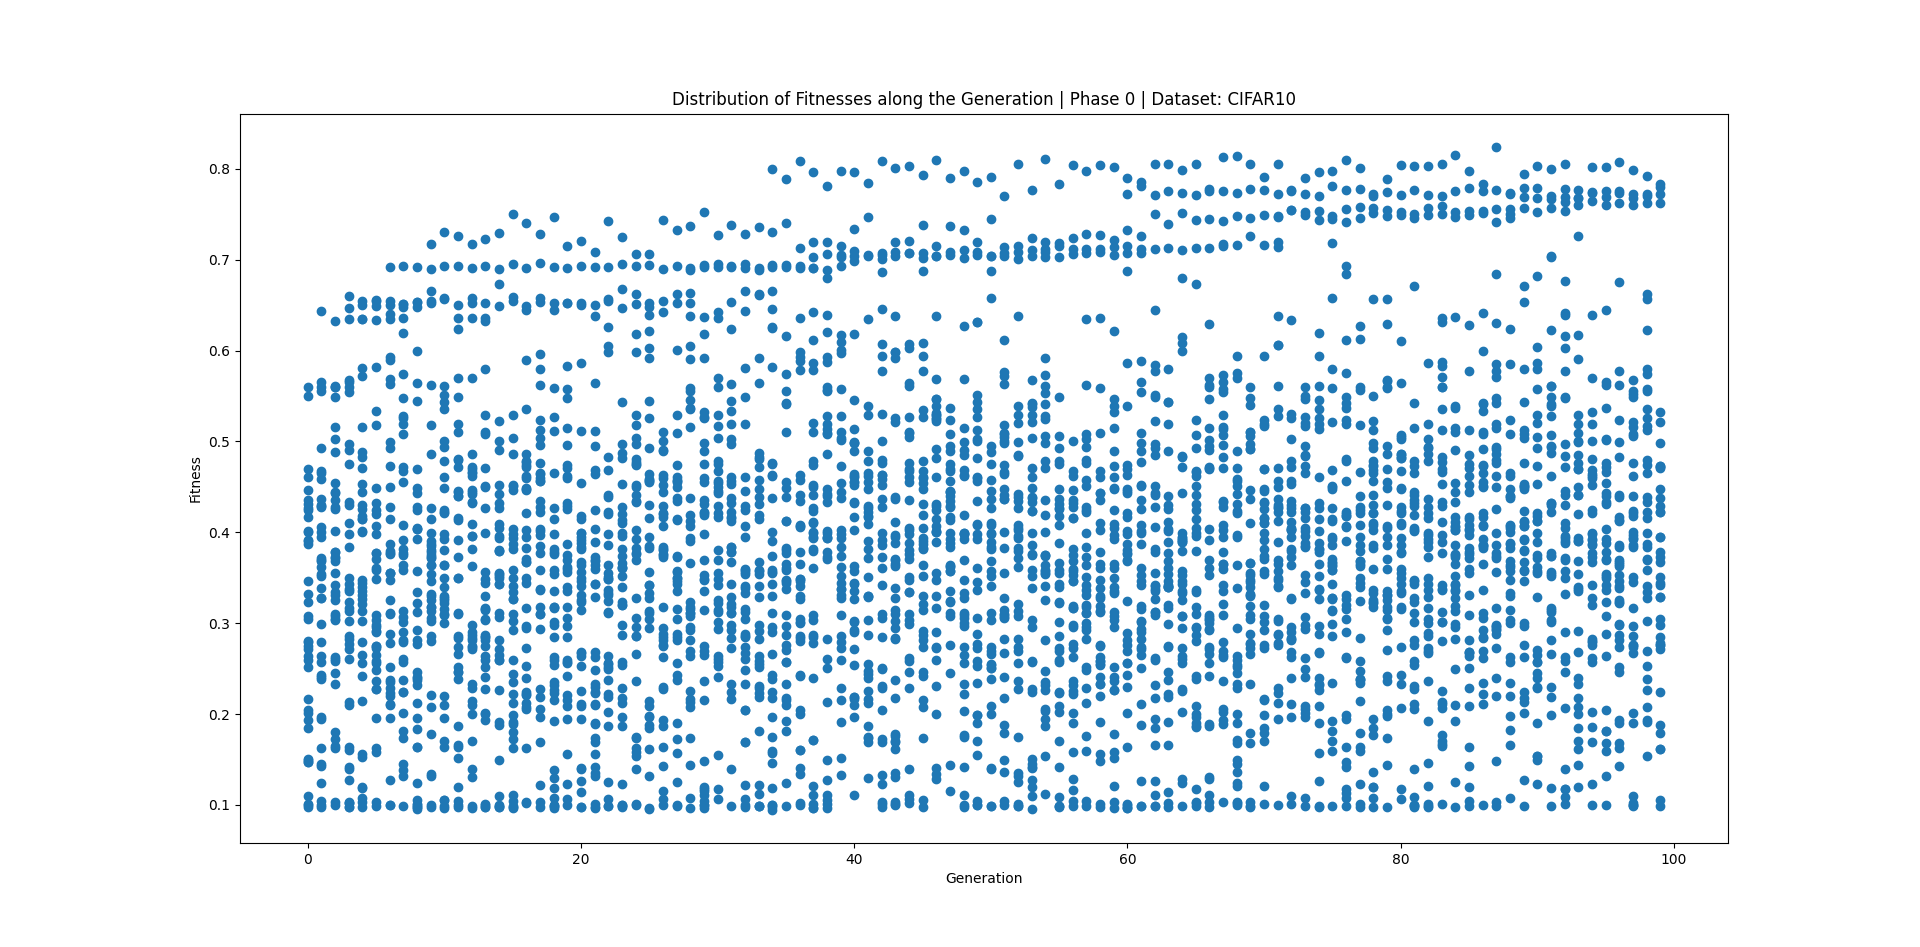 Distribution of Fitnesses along the Generation | Phase 0 | Dataset: CIFAR10
0.8
0.7
0.6
0.5
0.4
0.3
0.2
0.1
Fitness
0 20 40 60 80 100
Generation